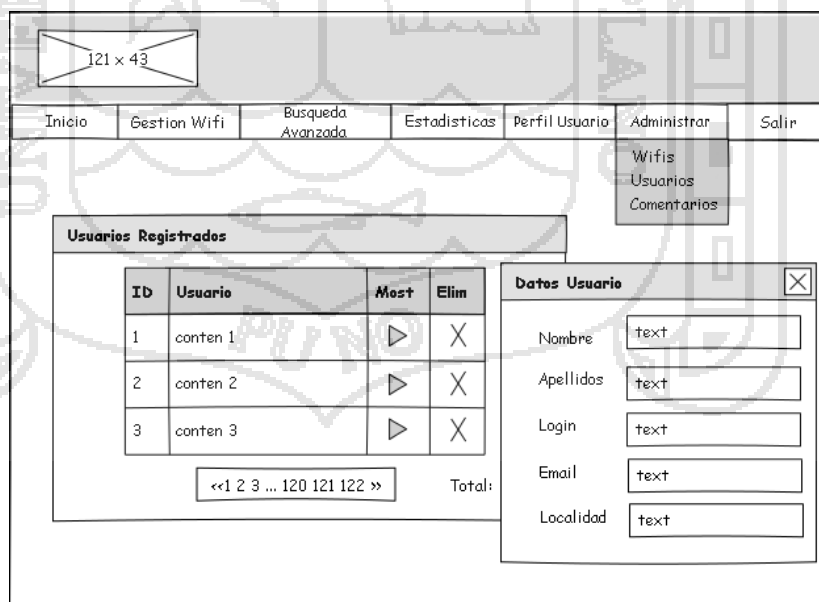 121 x 43
Inicio
Gestion Wifi
Busqueda
Avanzada
Estadisticas
Perfil Usuario
Administrar
Salir
Wifis
Usuarios
Comentarios
Usuarios Registrados
ID Usuario Most Elim
1 conten 1
2 conten 2
3 conten 3
<<1 2 3 ... 120 121 122 >>
Total:
Datos Usuario
Nombre text
Apellidos text
Login text
Email text
Localidad text
PUNO